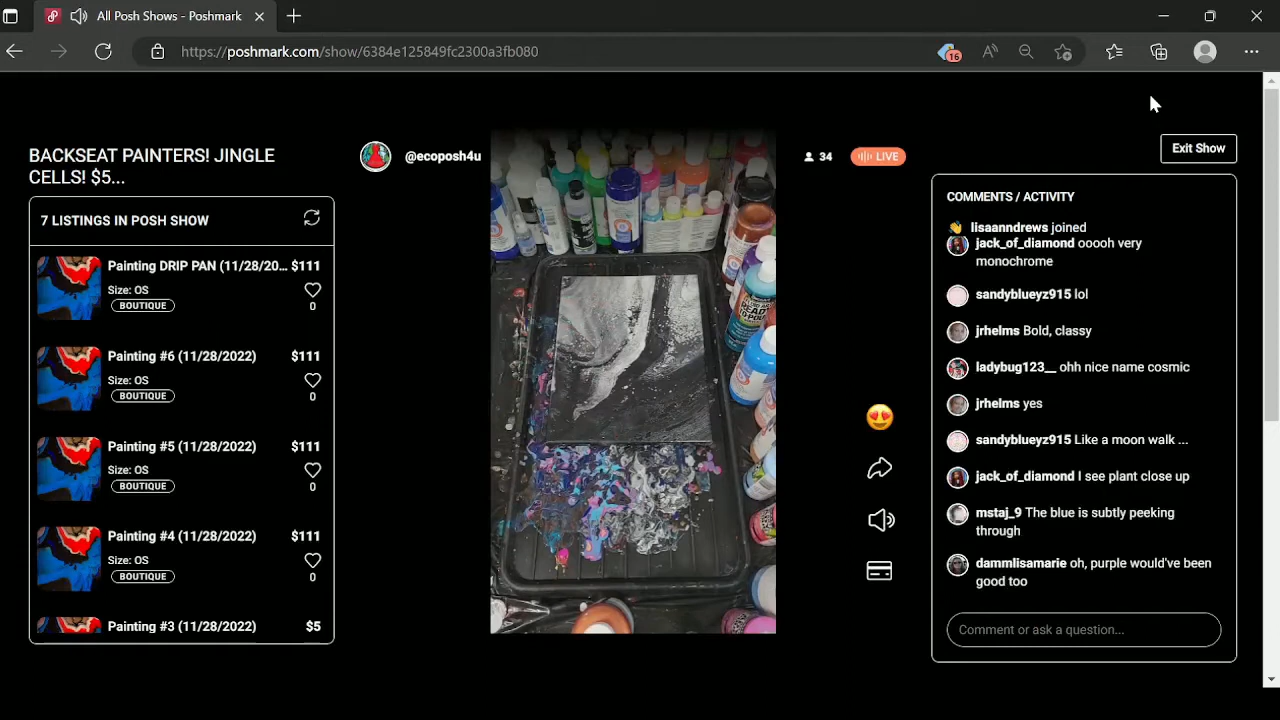 All Posh Shows - Poshmark
https://poshmark.com/show/6384e125849fc2300a3fb080
16
BACKSEAT PAINTERS! JINGLE
CELLS! $5...
7 LISTINGS IN POSH SHOW
Painting DRIP PAN (11/28/20... $111
Size: OS
BOUTIQUE
0
Painting #6 (11/28/2022) $111
Size: OS
BOUTIQUE
0
Painting #5 (11/28/2022) $111
Size: OS
BOUTIQUE
0
Painting #4 (11/28/2022) $111
Size: OS
BOUTIQUE
0
Painting #3 (11/28/2022) $5
@ecoposh4u
34
LIVE
Exit Show
COMMENTS / ACTIVITY
lisaanndrews joined
jack_of_diamond ooooh very
monochrome
sandyblueyz915 lol
jrhelms Bold, classy
ladybug123__ ohh nice name cosmic
jrhelms yes
sandyblueyz915 Like a moon walk ...
jack_of_diamond I see plant close up
mstaj_9 The blue is subtly peeking
through
dammlisamarie oh, purple would've been
good too
Comment or ask a question...